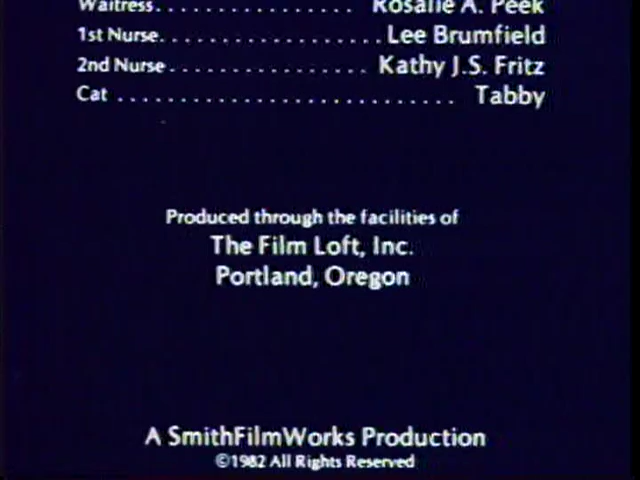 Waitress................ Rosalie A. Peek
1st Nurse.....................Lee Brumfield
2nd Nurse................... Kathy J.S. Fritz
Cat ........................... Tabby
Produced through the facilities of
The Film Loft, Inc.
Portland, Oregon
A SmithFilmWorks Production
©1982 All Rights Reserved